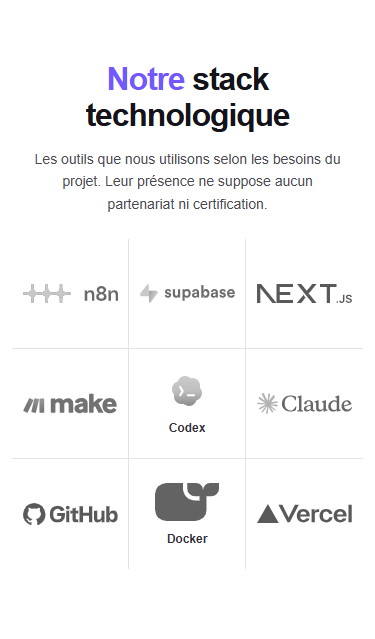 Notre stack
technologique
Les outils que nous utilisons selon les besoins du
projet. Leur présence ne suppose aucun
partenariat ni certification.
n8n
supabase
NEXT.JS
make
Codex
Claude
GitHub
Docker
Vercel